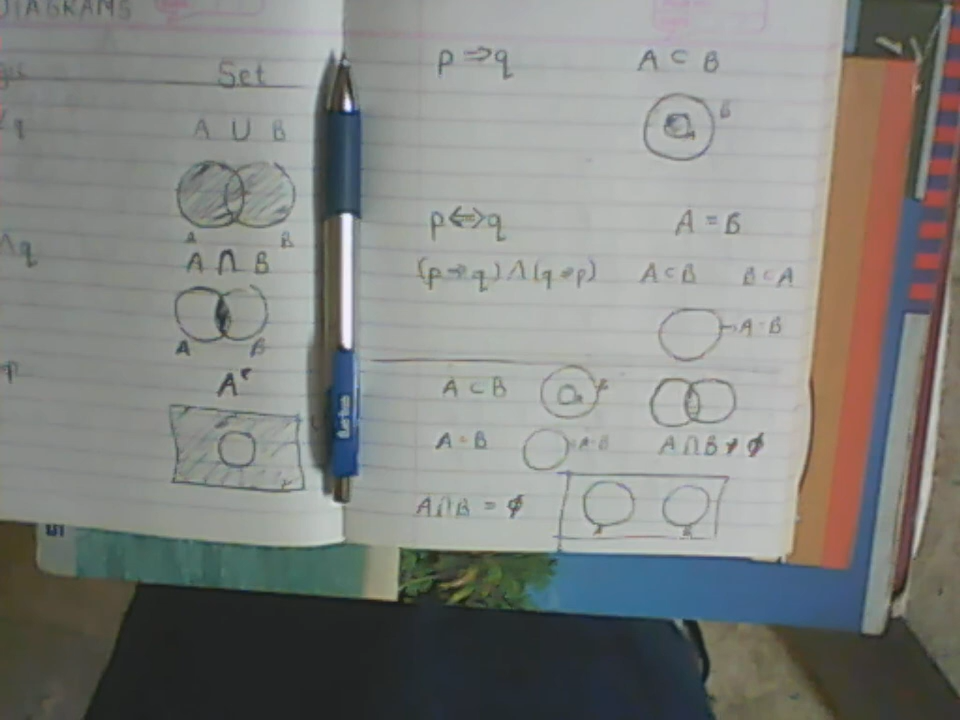 DIAGRAMS
Set
A ∪ B
A B
∧q
A ∩ B
A B
p
A
p ⇒ q A ⊂ B
B
p ⇔ q A = B
(p ⇒ q) ∧ (q ⇒ p) A ⊂ B B ⊂ A
A = B
A ⊂ B
A = B A = B A ∩ B ≠ ∅
A ∩ B = ∅
A B